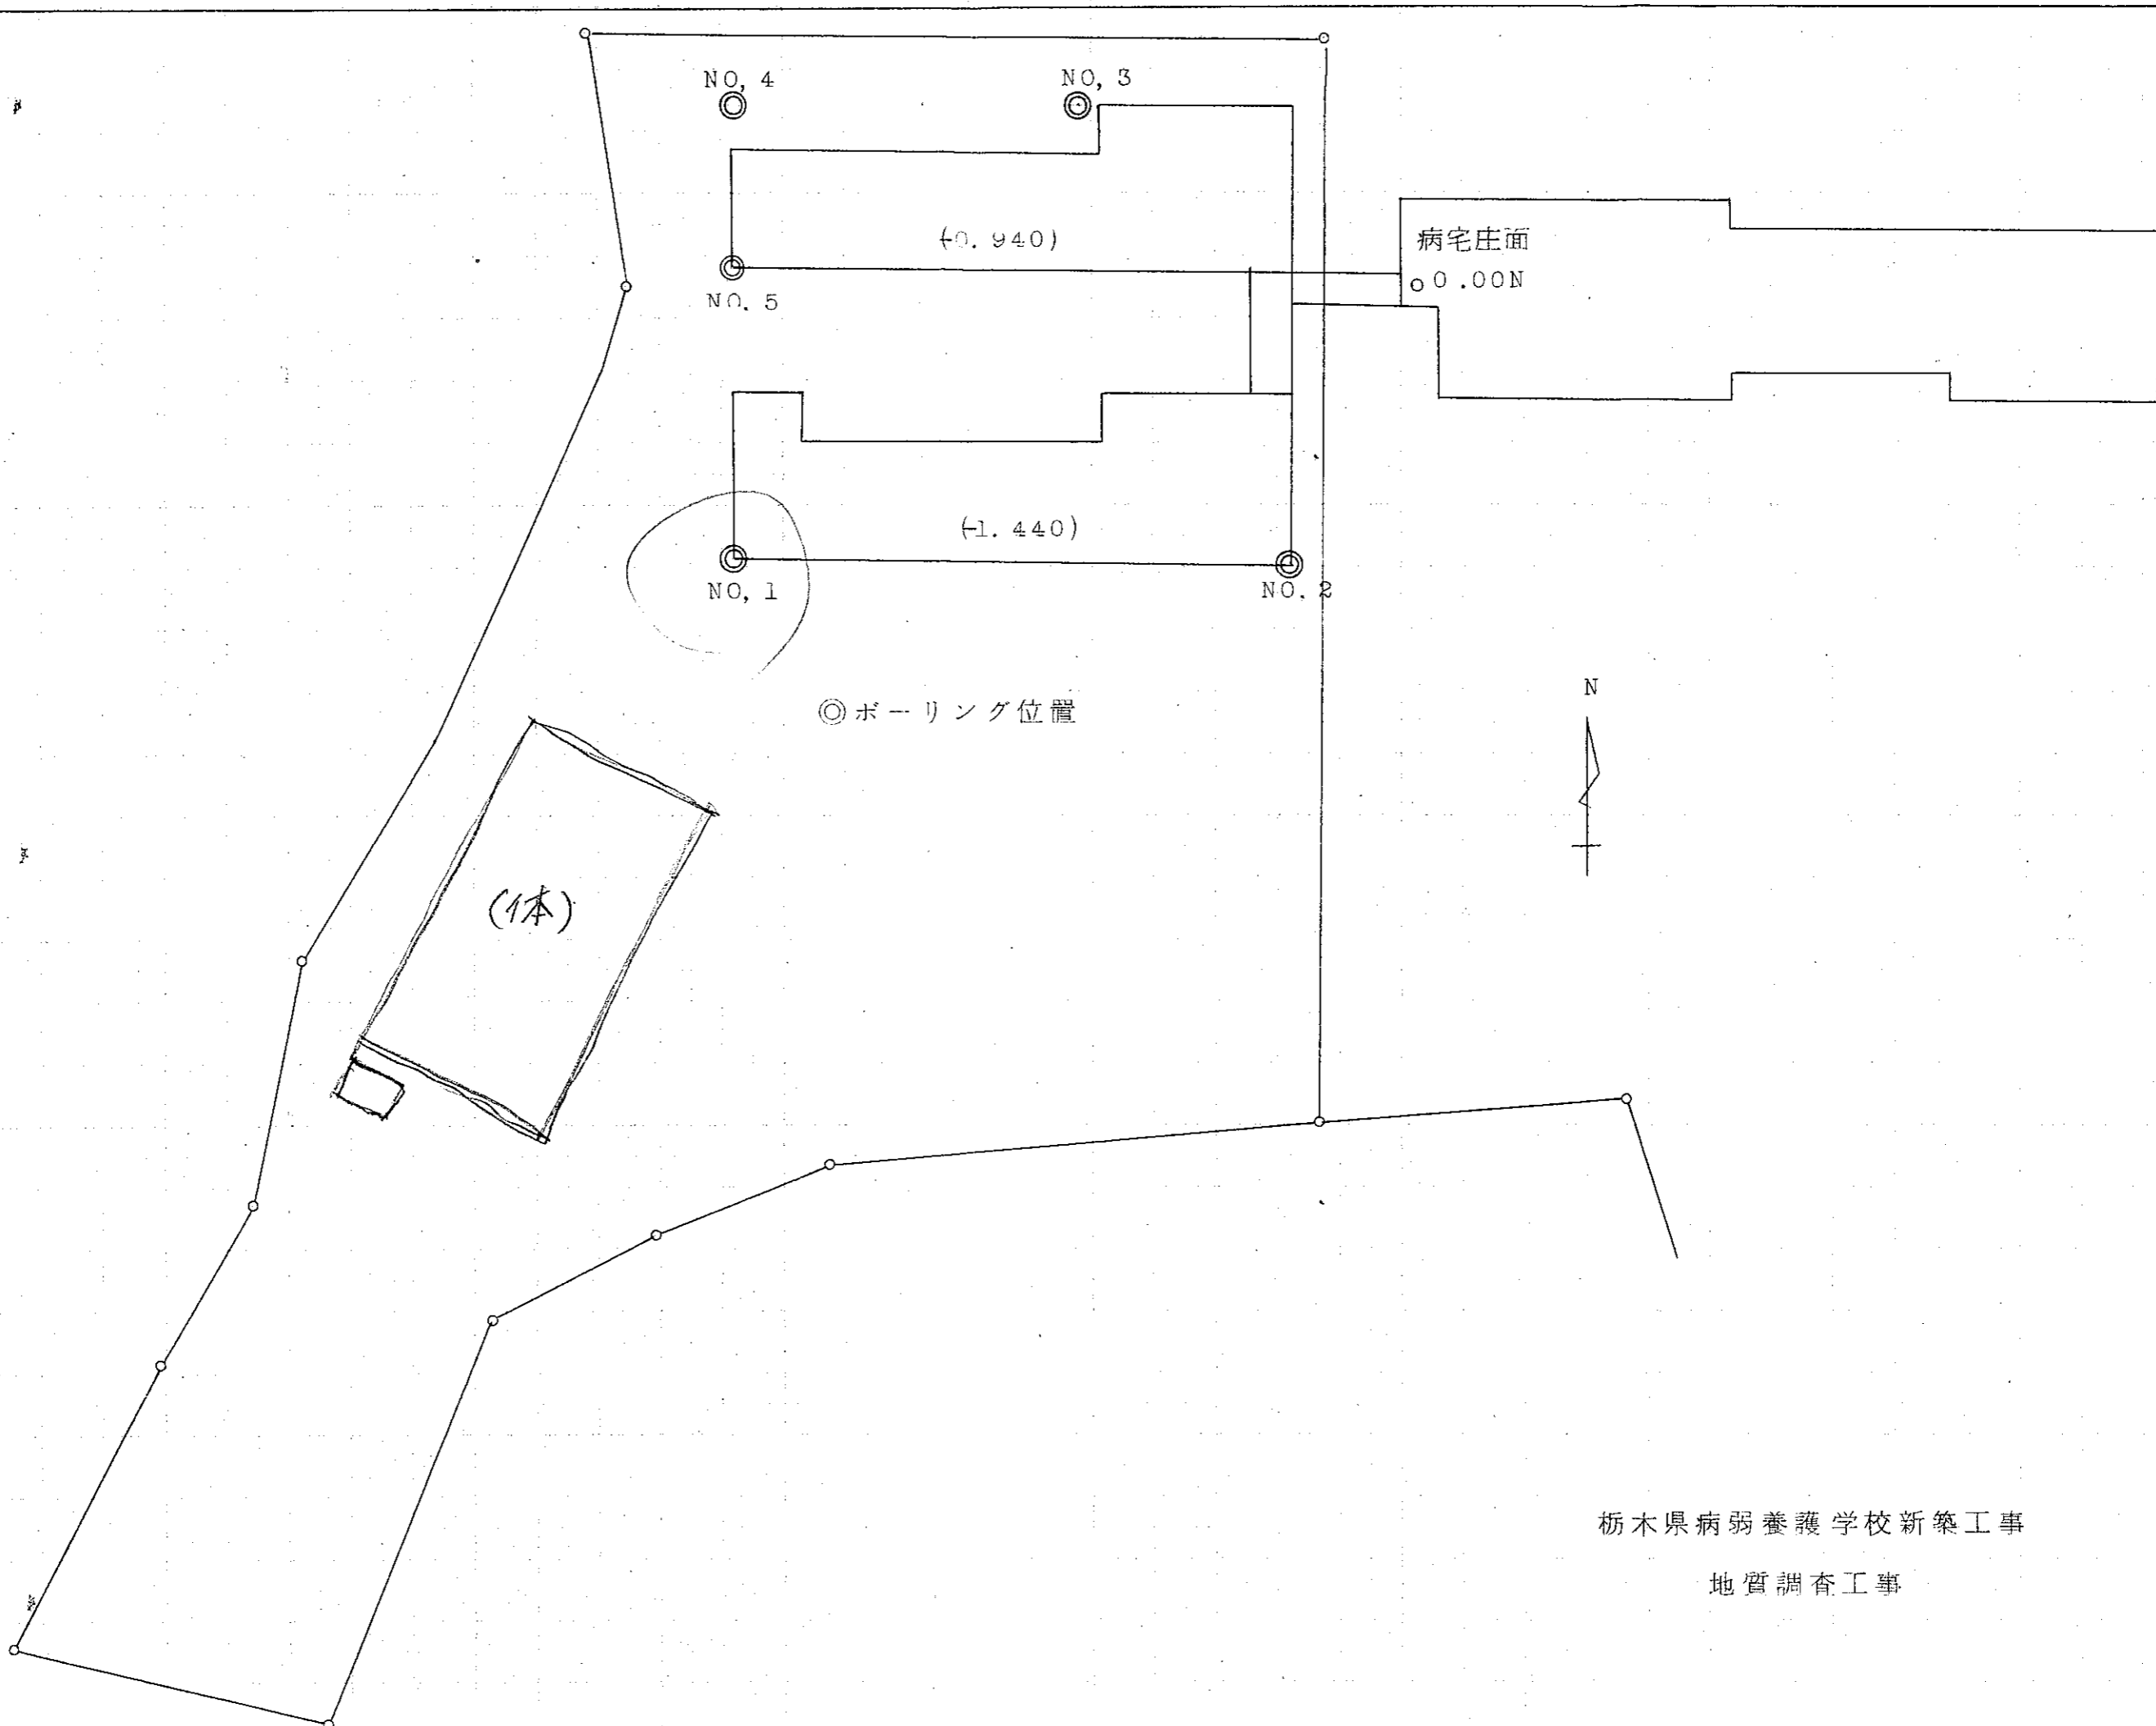 NO, 4
NO, 3
(-0. 940)
病宅庄面
0.00N
NO. 5
(-1. 440)
NO, 1
NO. 2
◎ボーリング位置
N
(体)
栃木県病弱養護学校新築工事
地質調査工事